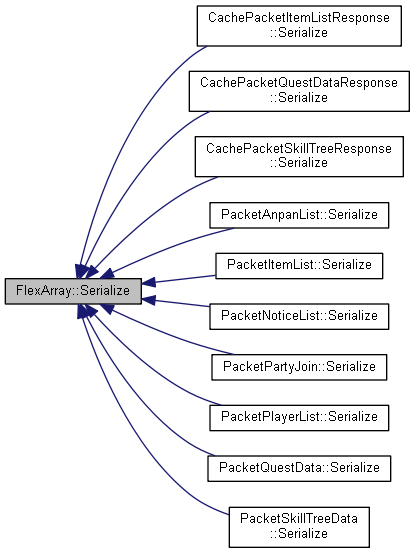 CachePacketItemListResponse
::Serialize
CachePacketQuestDataResponse
::Serialize
CachePacketSkillTreeResponse
::Serialize
PacketAnpanList::Serialize
PacketItemList::Serialize
FlexArray::Serialize
PacketNoticeList::Serialize
PacketPartyJoin::Serialize
PacketPlayerList::Serialize
PacketQuestData::Serialize
PacketSkillTreeData
::Serialize